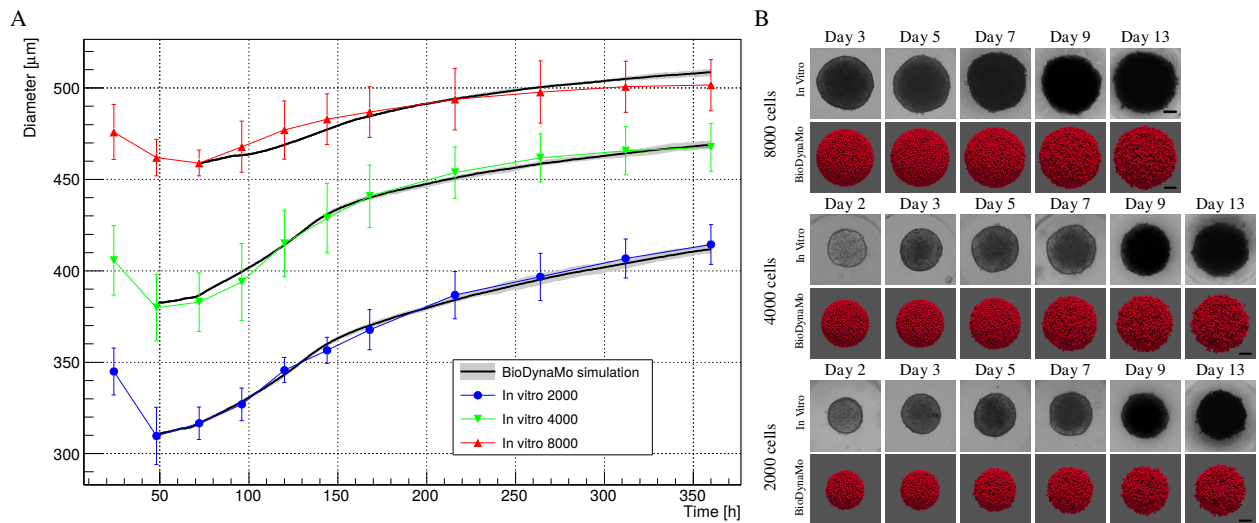 A
Diameter [μm]
500
450
400
350
300
50
100
150
200
250
300
350
Time [h]
BioDynaMo simulation
In vitro 2000
In vitro 4000
In vitro 8000
B
Day 3 Day 5 Day 7 Day 9 Day 13
8000 cells
In Vitro
BioDynaMo
Day 2 Day 3 Day 5 Day 7 Day 9 Day 13
4000 cells
In Vitro
BioDynaMo
Day 2 Day 3 Day 5 Day 7 Day 9 Day 13
2000 cells
In Vitro
BioDynaMo